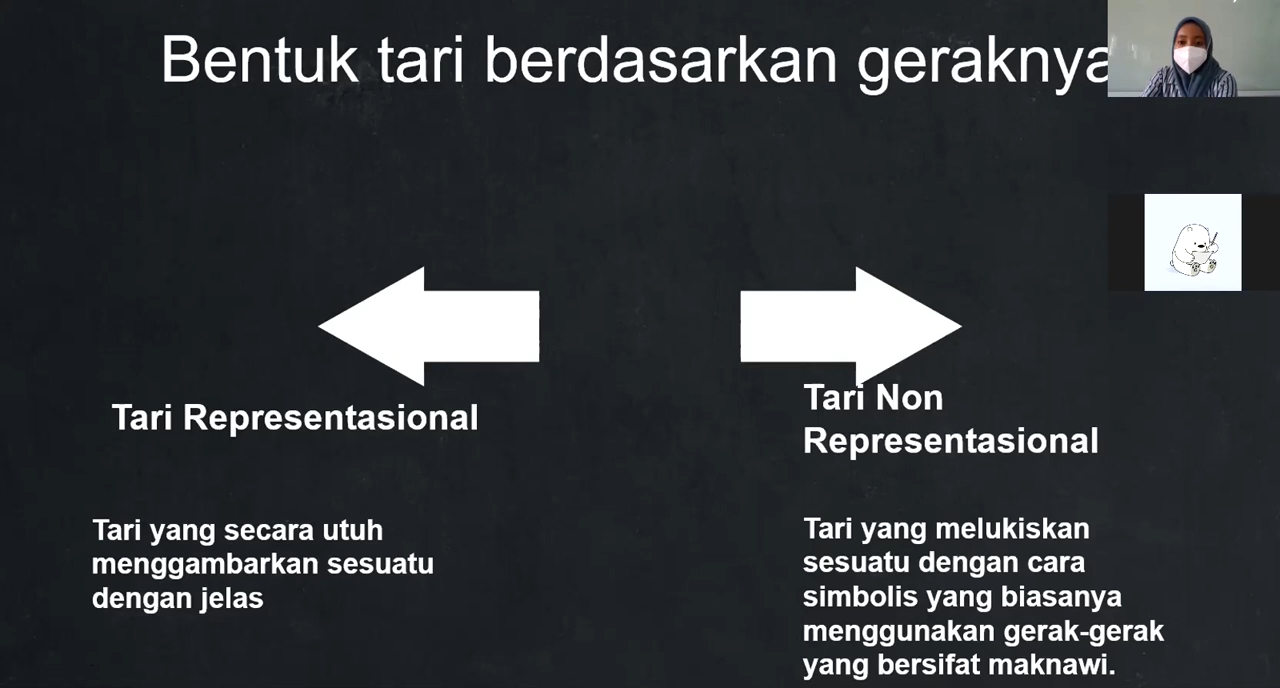 Bentuk tari berdasarkan geraknya
Tari Representasional
Tari yang secara utuh
menggambarkan sesuatu
dengan jelas
Tari Non
Representasional
Tari yang melukiskan
sesuatu dengan cara
simbolis yang biasanya
menggunakan gerak-gerak
yang bersifat maknawi.